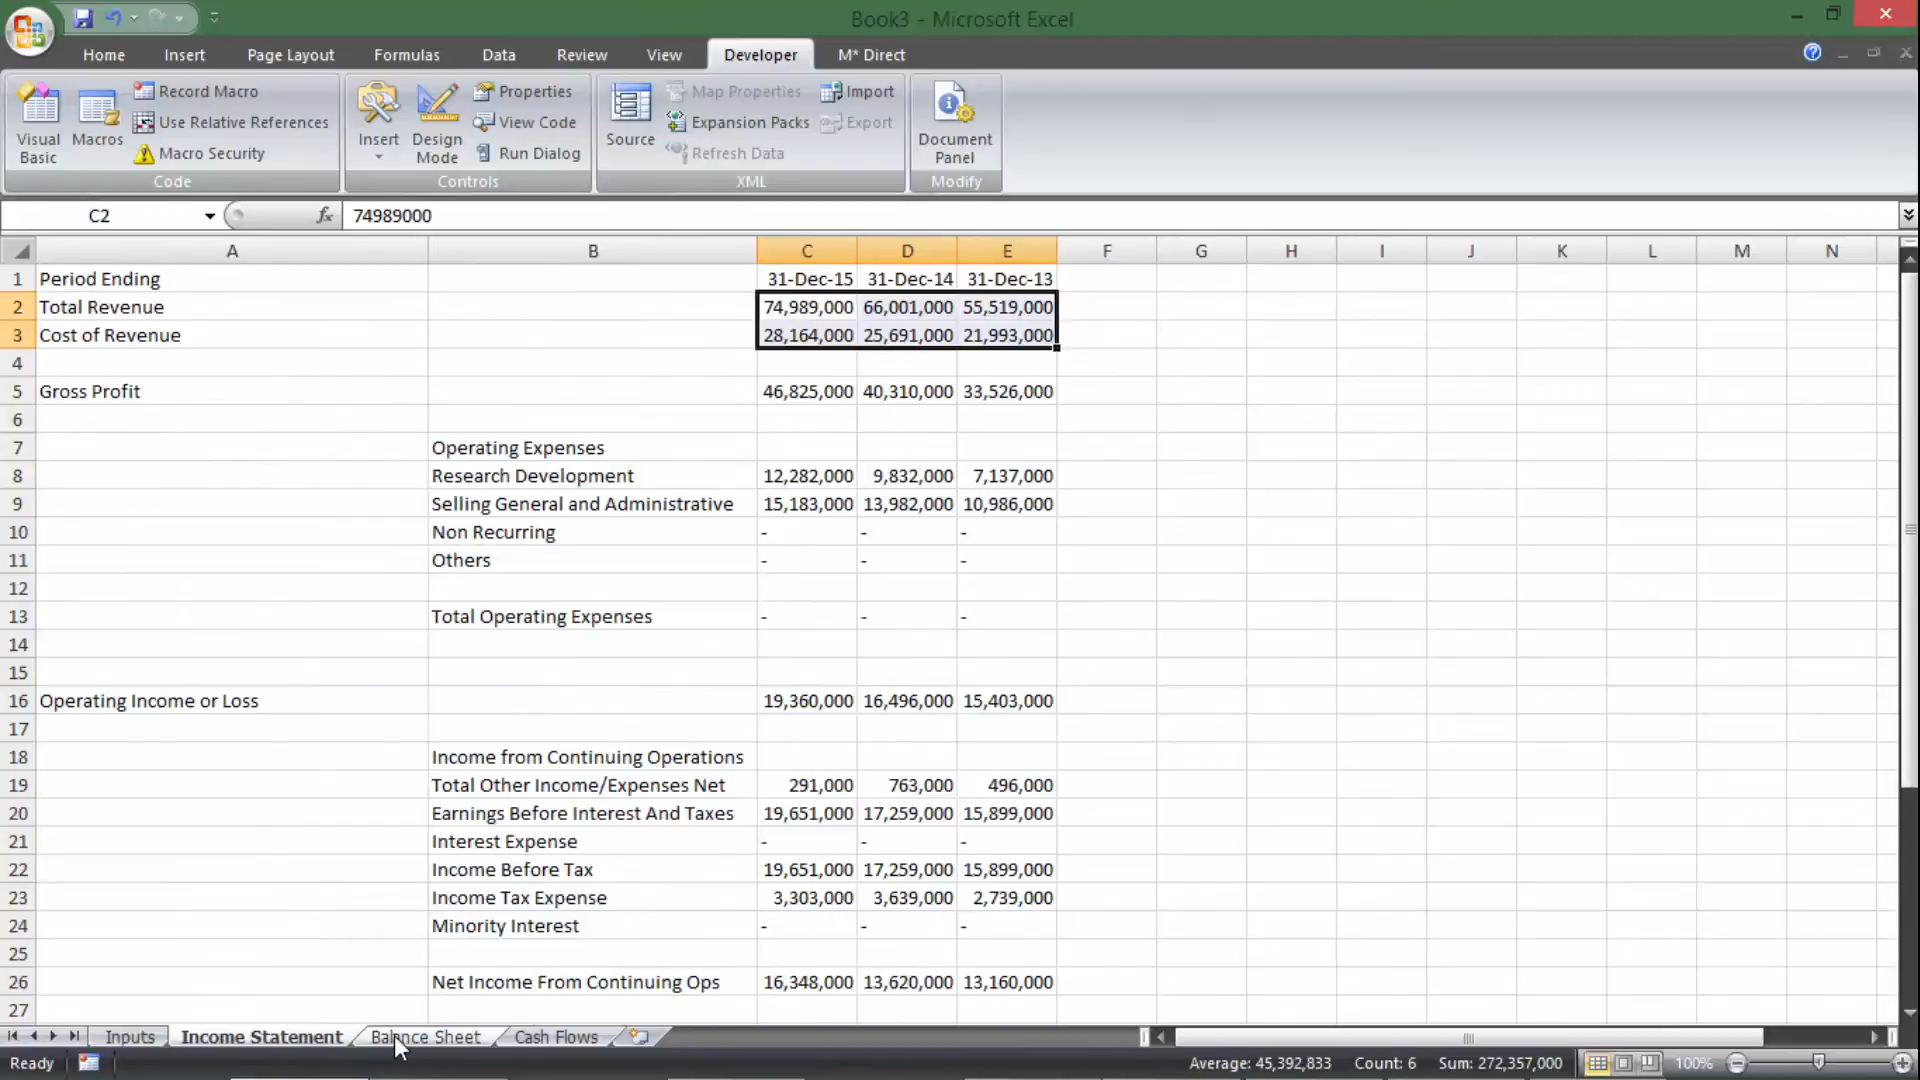 Book3 - Microsoft Excel
Home Insert Page Layout Formulas Data Review View Developer M* Direct
Visual Basic
Macros
Record Macro
Use Relative References
Macro Security
Code
Insert
Design Mode
Properties
View Code
Run Dialog
Controls
Source
Map Properties
Expansion Packs
Refresh Data
Import
Export
XML
Document Panel
Modify
C2 fx 74989000
A B C D E F G H I J K L M N
1 Period Ending 31-Dec-15 31-Dec-14 31-Dec-13
2 Total Revenue 74,989,000 66,001,000 55,519,000
3 Cost of Revenue 28,164,000 25,691,000 21,993,000
4
5 Gross Profit 46,825,000 40,310,000 33,526,000
6
7 Operating Expenses
8 Research Development 12,282,000 9,832,000 7,137,000
9 Selling General and Administrative 15,183,000 13,982,000 10,986,000
10 Non Recurring - - -
11 Others - - -
12
13 Total Operating Expenses - - -
14
15
16 Operating Income or Loss 19,360,000 16,496,000 15,403,000
17
18 Income from Continuing Operations
19 Total Other Income/Expenses Net 291,000 763,000 496,000
20 Earnings Before Interest And Taxes 19,651,000 17,259,000 15,899,000
21 Interest Expense - - -
22 Income Before Tax 19,651,000 17,259,000 15,899,000
23 Income Tax Expense 3,303,000 3,639,000 2,739,000
24 Minority Interest - - -
25
26 Net Income From Continuing Ops 16,348,000 13,620,000 13,160,000
27
Inputs Income Statement Balance Sheet Cash Flows
Ready Average: 45,392,833 Count: 6 Sum: 272,357,000 100%